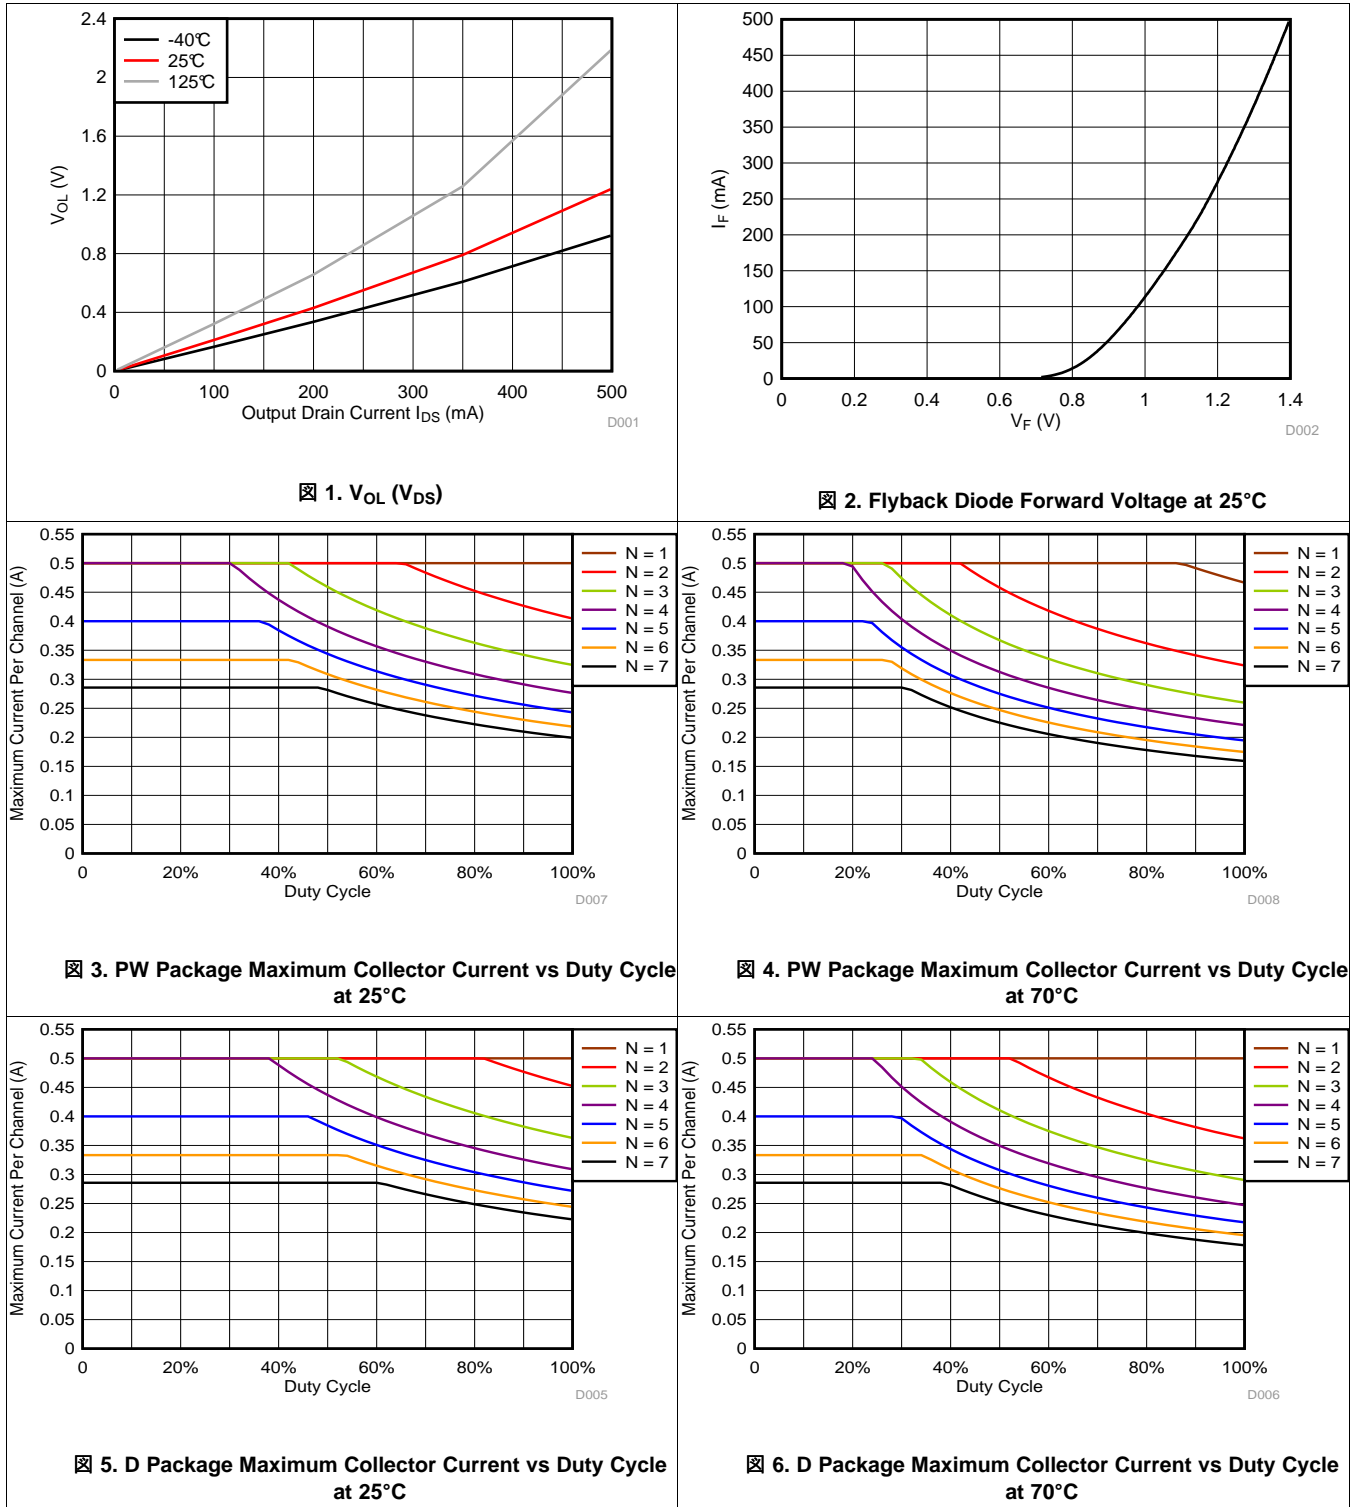 2.4
2
1.6
1.2
0.8
0.4
0
V_OL (V)
-40℃
25℃
125℃
0 100 200 300 400 500
Output Drain Current I_DS (mA)
D001
図 1. V_OL (V_DS)
500
450
400
350
300
250
200
150
100
50
0
I_F (mA)
0 0.2 0.4 0.6 0.8 1 1.2 1.4
V_F (V)
D002
図 2. Flyback Diode Forward Voltage at 25°C
0.55
0.5
0.45
0.4
0.35
0.3
0.25
0.2
0.15
0.1
0.05
0
Maximum Current Per Channel (A)
N = 1
N = 2
N = 3
N = 4
N = 5
N = 6
N = 7
0 20% 40% 60% 80% 100%
Duty Cycle
D007
図 3. PW Package Maximum Collector Current vs Duty Cycle
at 25°C
0.55
0.5
0.45
0.4
0.35
0.3
0.25
0.2
0.15
0.1
0.05
0
Maximum Current Per Channel (A)
N = 1
N = 2
N = 3
N = 4
N = 5
N = 6
N = 7
0 20% 40% 60% 80% 100%
Duty Cycle
D008
図 4. PW Package Maximum Collector Current vs Duty Cycle
at 70°C
0.55
0.5
0.45
0.4
0.35
0.3
0.25
0.2
0.15
0.1
0.05
0
Maximum Current Per Channel (A)
N = 1
N = 2
N = 3
N = 4
N = 5
N = 6
N = 7
0 20% 40% 60% 80% 100%
Duty Cycle
D005
図 5. D Package Maximum Collector Current vs Duty Cycle
at 25°C
0.55
0.5
0.45
0.4
0.35
0.3
0.25
0.2
0.15
0.1
0.05
0
Maximum Current Per Channel (A)
N = 1
N = 2
N = 3
N = 4
N = 5
N = 6
N = 7
0 20% 40% 60% 80% 100%
Duty Cycle
D006
図 6. D Package Maximum Collector Current vs Duty Cycle
at 70°C